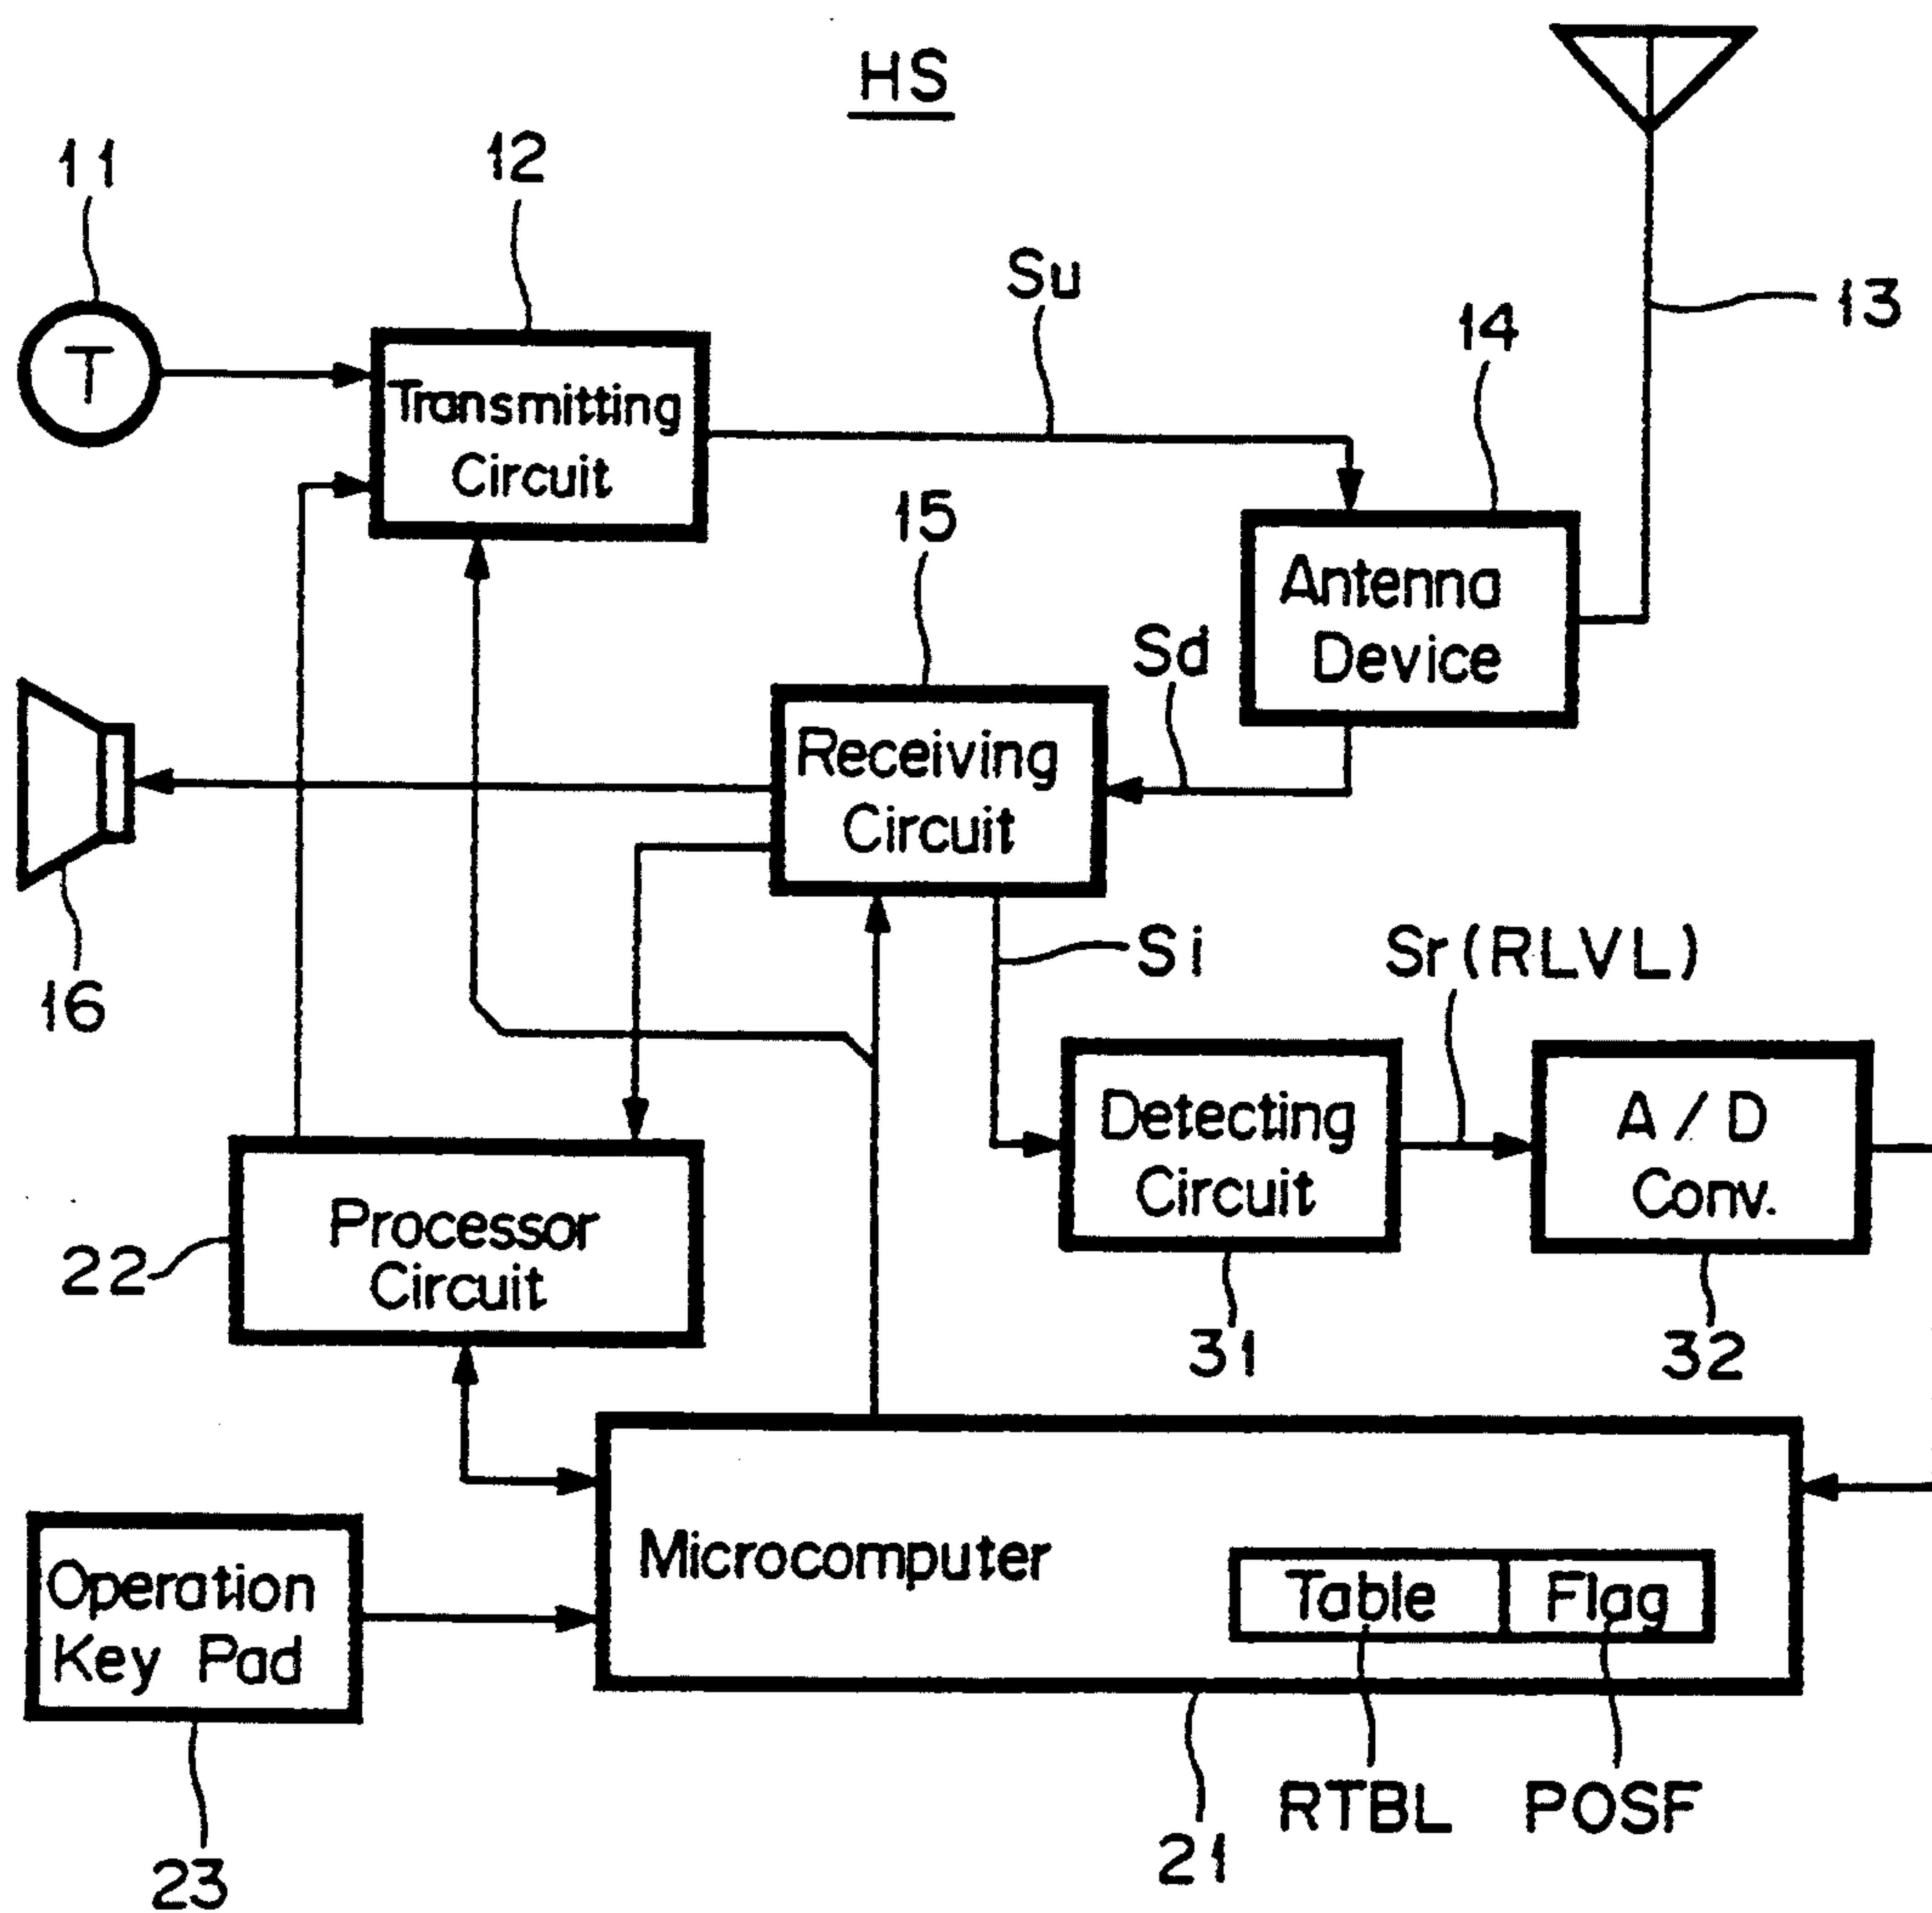 HS
11
12
Su
13
14
T
Transmitting
Circuit
15
Antenna
Device
Sd
Receiving
Circuit
16
Si
Sr(RLVL)
Detecting
Circuit
A/D
Conv.
Processor
Circuit
22
31
32
Microcomputer
Table
Flag
Operation
Key Pad
RTBL
POSF
21
23